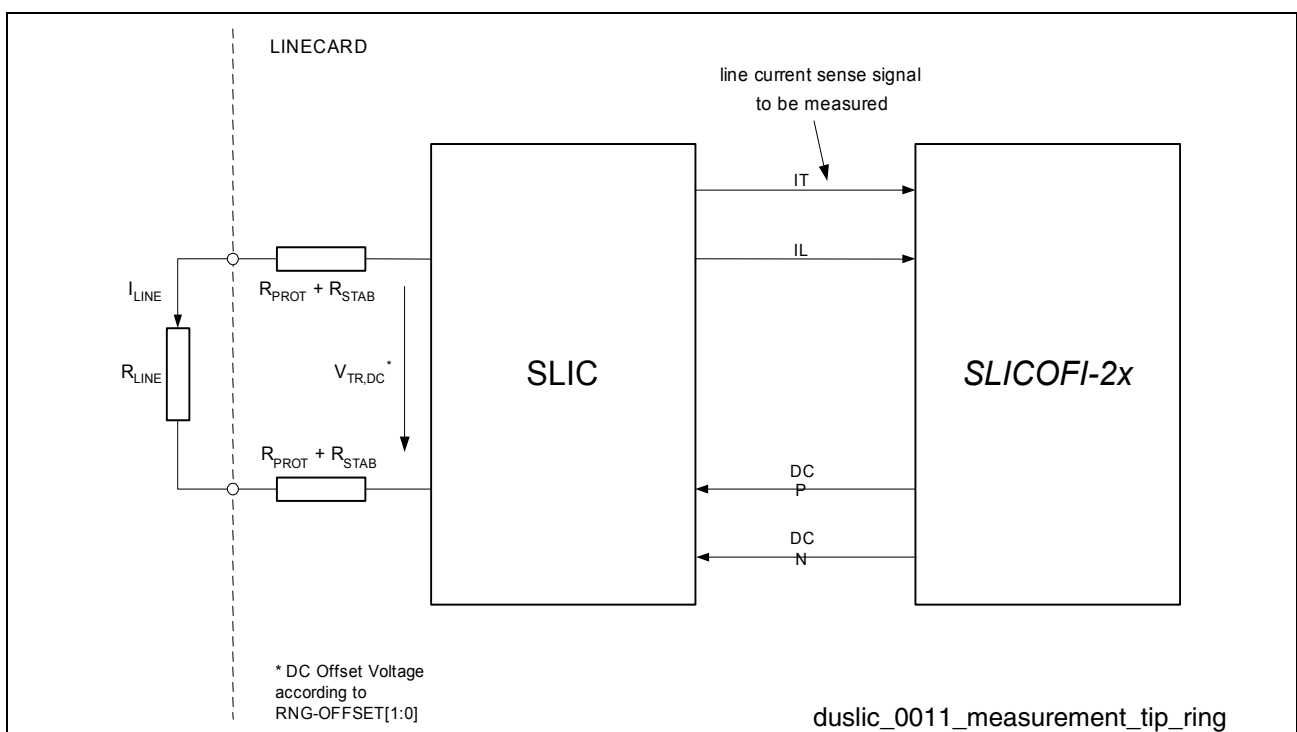 LINECARD
line current sense signal
to be measured
IT
IL
I_LINE
R_PROT + R_STAB
R_LINE
V_TR,DC*
SLIC
SLICOFI-2x
R_PROT + R_STAB
DC
P
DC
N
* DC Offset Voltage
according to
RNG-OFFSET[1:0]
duslic_0011_measurement_tip_ring